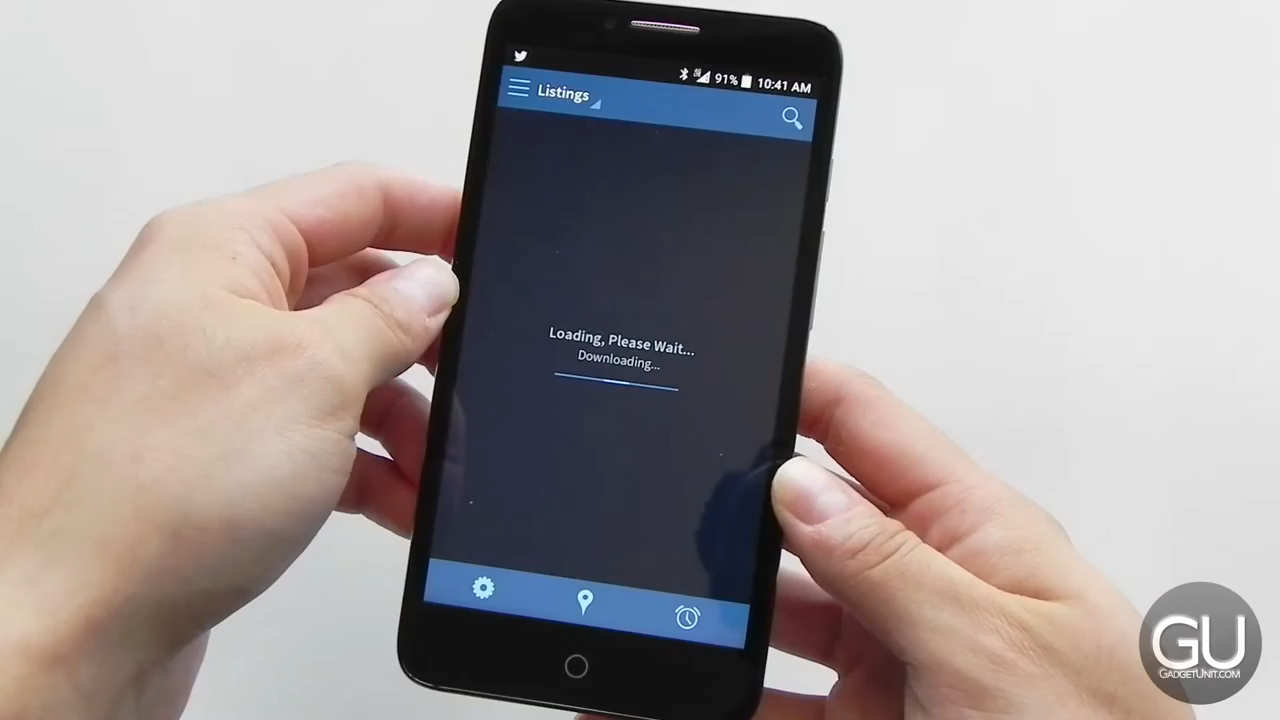 91% 10:41 AM
Listings
Loading, Please Wait...
Downloading...
GU
GADGETUNIT.COM